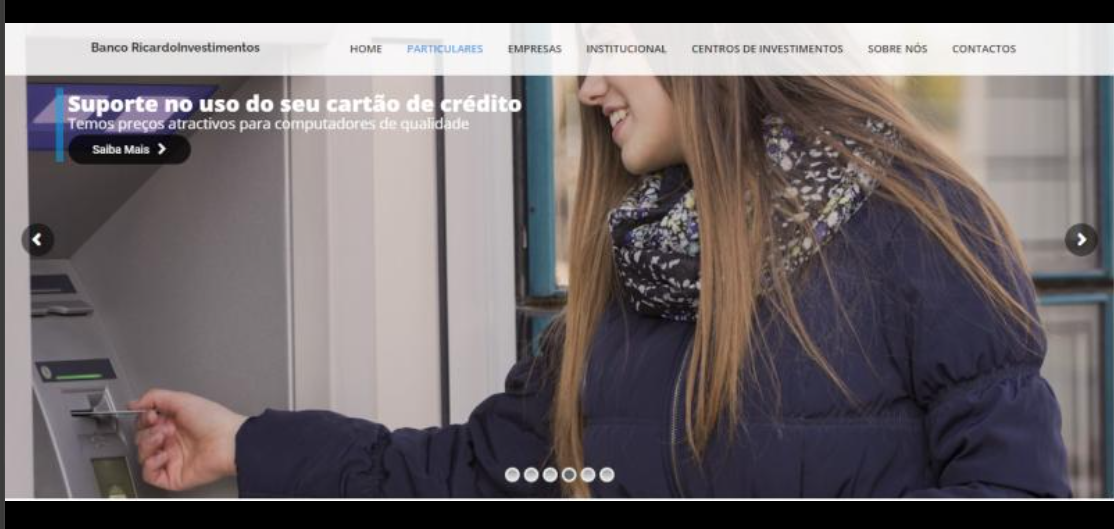 Banco RicardoInvestimentos
HOME PARTICULARES EMPRESAS INSTITUCIONAL CENTROS DE INVESTIMENTOS SOBRE NÓS CONTACTOS
Suporte no uso do seu cartão de crédito
Temos preços atractivos para computadores de qualidade
Saiba Mais